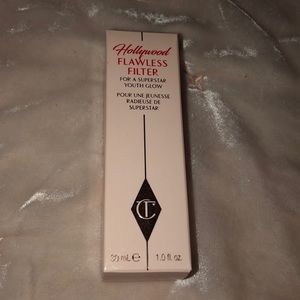 Hollywood
FLAWLESS
FILTER
FOR A SUPERSTAR
YOUTH GLOW
POUR UNE JEUNESSE
RADIEUSE DE
SUPERSTAR
CT
30 mL e 1.0 fl. oz.